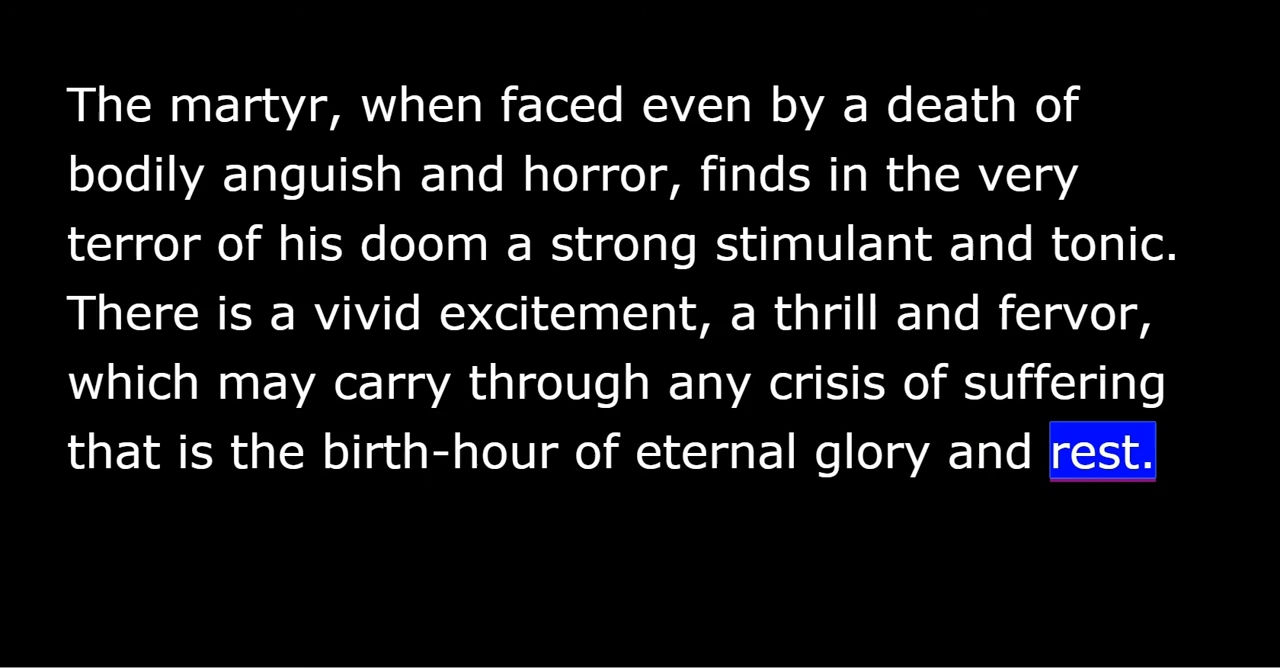 The martyr, when faced even by a death of
bodily anguish and horror, finds in the very
terror of his doom a strong stimulant and tonic.
There is a vivid excitement, a thrill and fervor,
which may carry through any crisis of suffering
that is the birth-hour of eternal glory and rest.